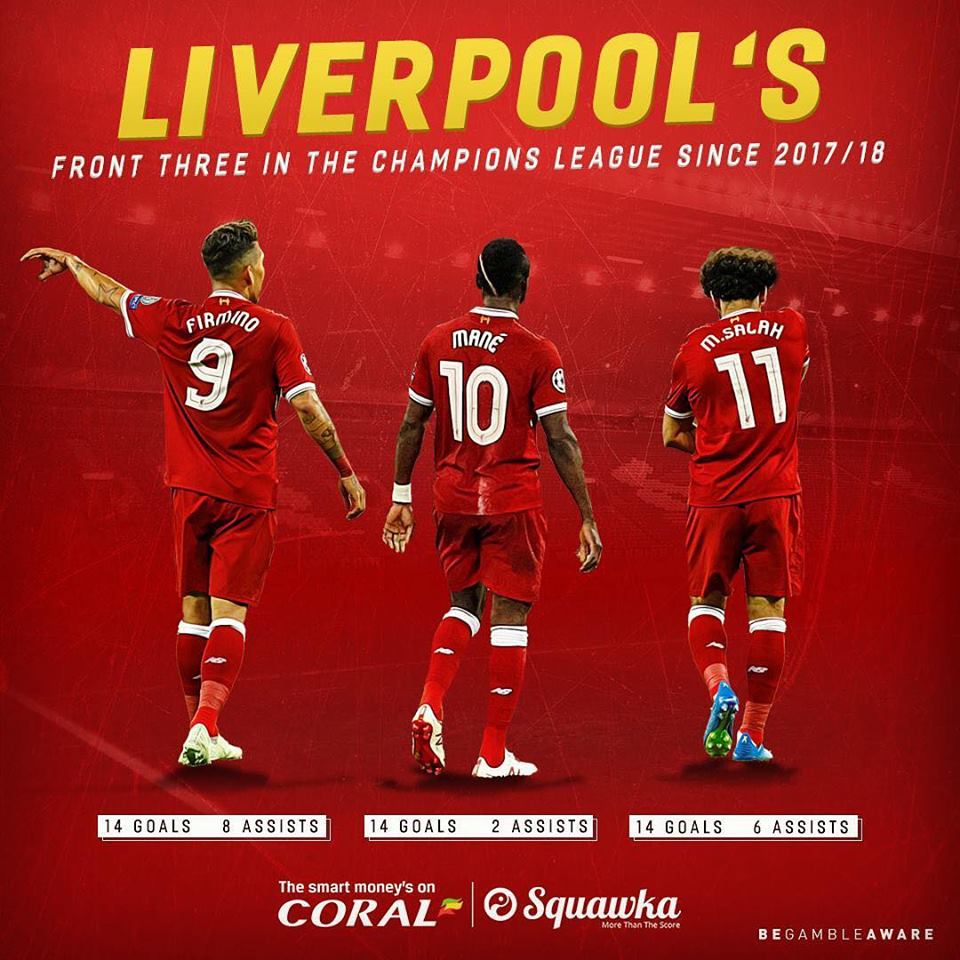 LIVERPOOL‘S
FRONT THREE IN THE CHAMPIONS LEAGUE SINCE 2017/18
FIRMINO
9
MANÉ
10
M.SALAH
11
14 GOALS 8 ASSISTS
14 GOALS 2 ASSISTS
14 GOALS 6 ASSISTS
The smart money's on
CORAL
Squawka
More Than The Score
BEGAMBLEAWARE